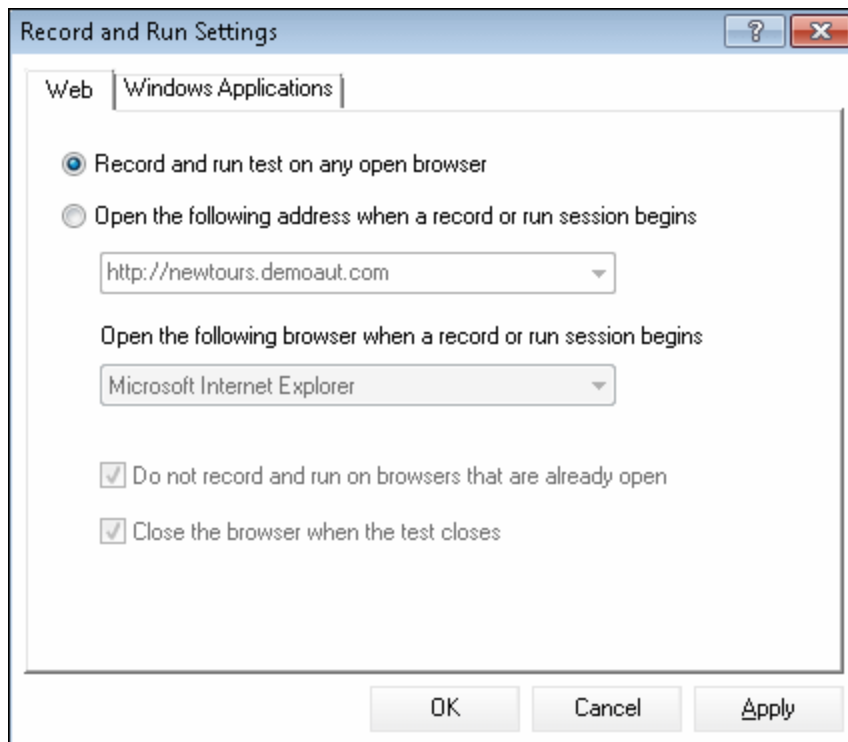 Record and Run Settings
Web Windows Applications
Record and run test on any open browser
Open the following address when a record or run session begins
http://newtours.demoaut.com
Open the following browser when a record or run session begins
Microsoft Internet Explorer
Do not record and run on browsers that are already open
Close the browser when the test closes
OK Cancel Apply